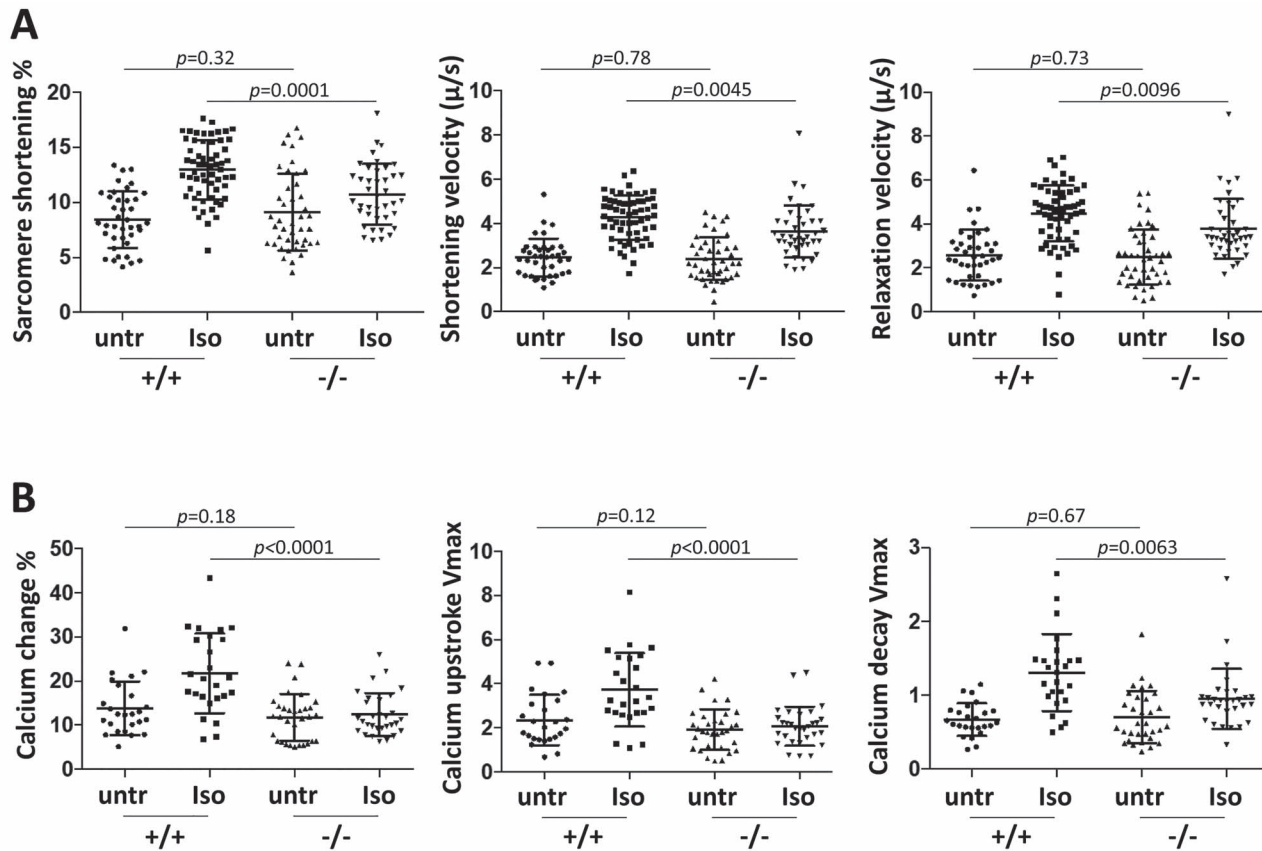 A
p=0.32
p=0.0001
Sarcomere shortening %
20
15
10
5
0
untr Iso untr Iso
+/+ -/-
p=0.78
p=0.0045
Shortening velocity (μ/s)
10
8
6
4
2
0
untr Iso untr Iso
+/+ -/-
p=0.73
p=0.0096
Relaxation velocity (μ/s)
10
8
6
4
2
0
untr Iso untr Iso
+/+ -/-
B
p=0.18
p<0.0001
Calcium change %
50
40
30
20
10
0
untr Iso untr Iso
+/+ -/-
p=0.12
p<0.0001
Calcium upstroke Vmax
10
8
6
4
2
0
untr Iso untr Iso
+/+ -/-
p=0.67
p=0.0063
Calcium decay Vmax
3
2
1
0
untr Iso untr Iso
+/+ -/-